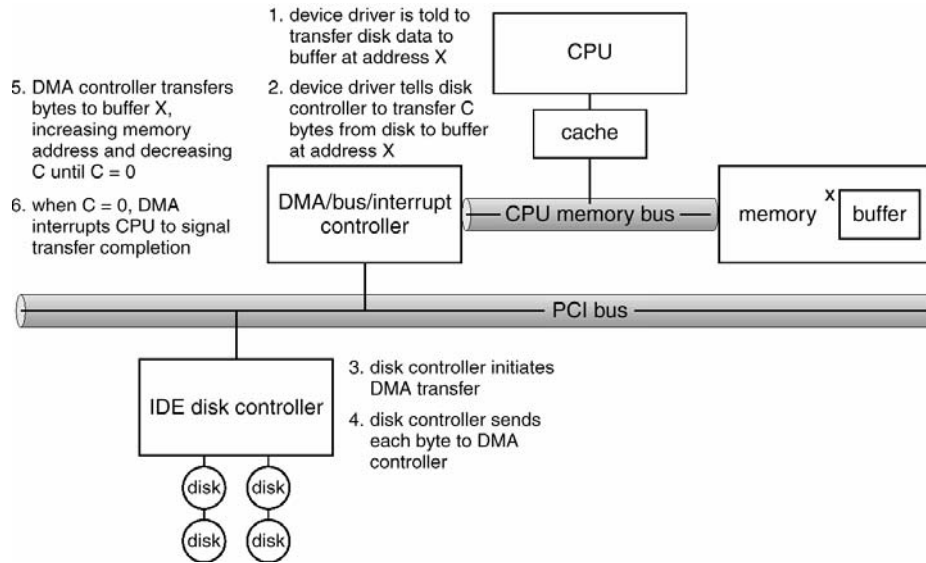 1. device driver is told to
transfer disk data to
buffer at address X
2. device driver tells disk
controller to transfer C
bytes from disk to buffer
at address X
CPU
cache
5. DMA controller transfers
bytes to buffer X,
increasing memory
address and decreasing
C until C = 0
6. when C = 0, DMA
interrupts CPU to signal
transfer completion
DMA/bus/interrupt
controller
CPU memory bus
memory
X
buffer
PCI bus
IDE disk controller
3. disk controller initiates
DMA transfer
4. disk controller sends
each byte to DMA
controller
disk
disk
disk
disk